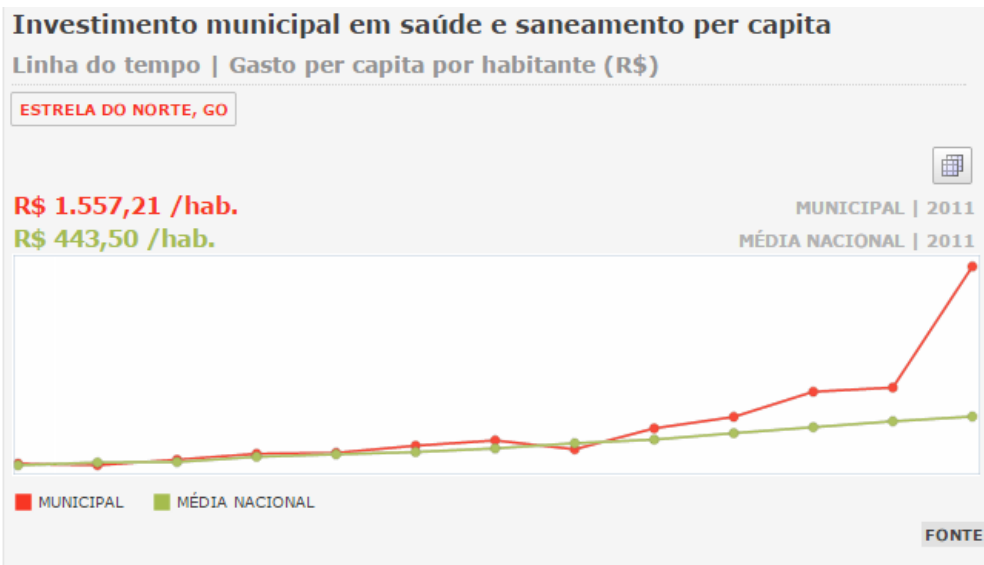 Investimento municipal em saúde e saneamento per capita
Linha do tempo | Gasto per capita por habitante (R$)
ESTRELA DO NORTE, GO
R$ 1.557,21 /hab.
MUNICIPAL | 2011
R$ 443,50 /hab.
MÉDIA NACIONAL | 2011
MUNICIPAL
MÉDIA NACIONAL
FONTE